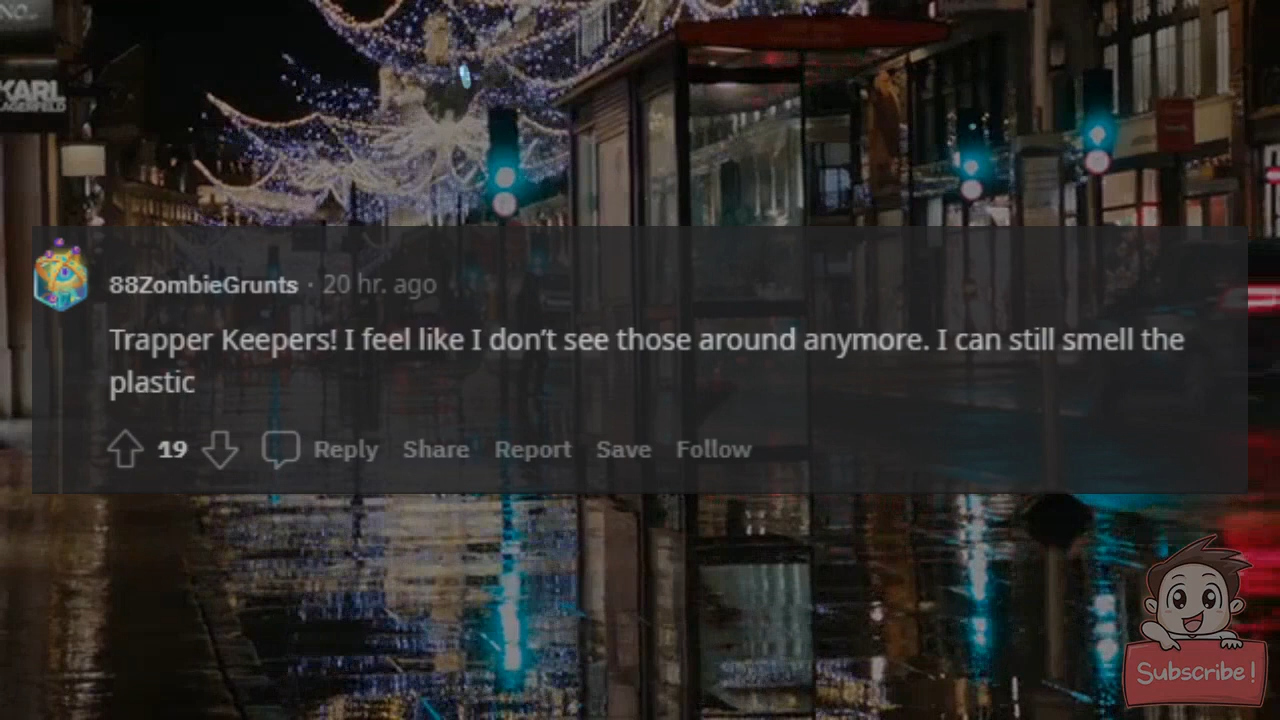 KARL
LAGERFELD
88ZombieGrunts · 20 hr. ago
Trapper Keepers! I feel like I don’t see those around anymore. I can still smell the
plastic
19 Reply Share Report Save Follow
Subscribe!